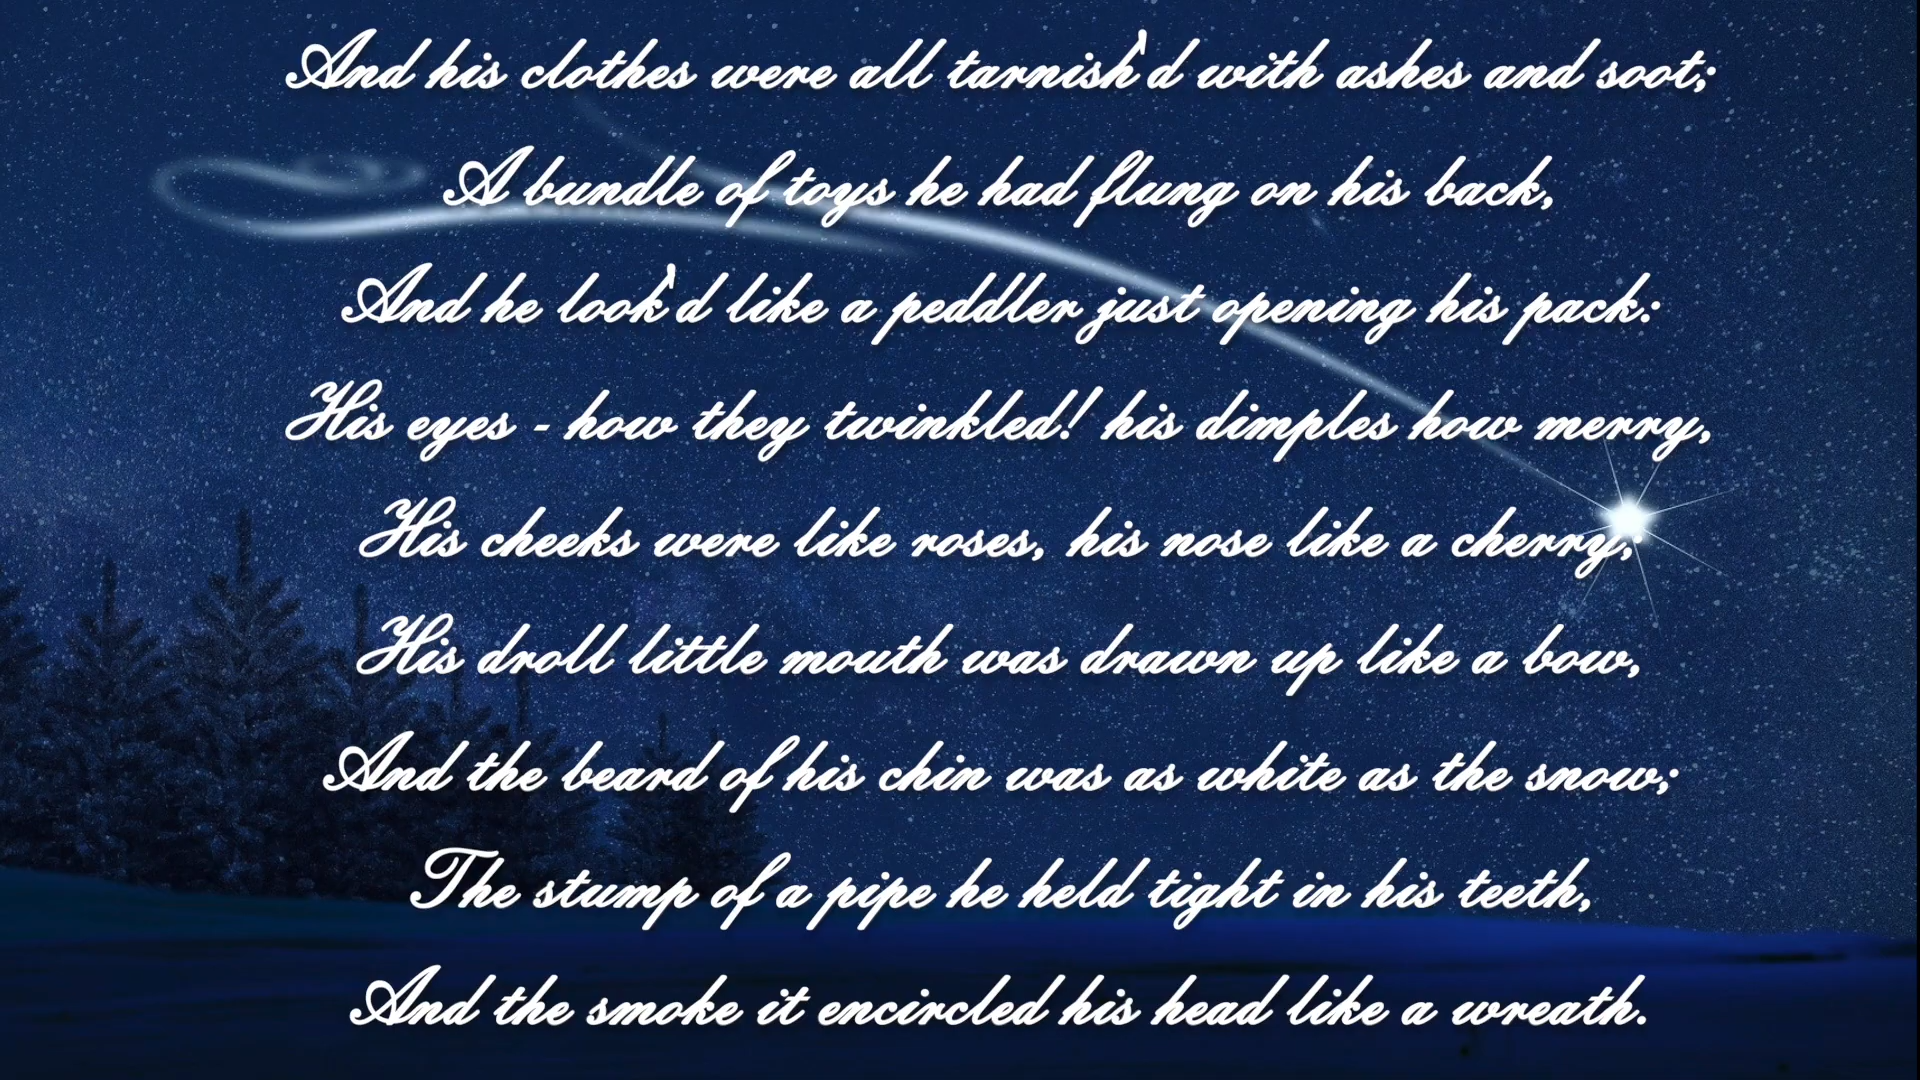 And his clothes were all tarnish'd with ashes and soot;
A bundle of toys he had flung on his back,
And he look'd like a peddler just opening his pack:
His eyes - how they twinkled! his dimples how merry,
His cheeks were like roses, his nose like a cherry;
His droll little mouth was drawn up like a bow,
And the beard of his chin was as white as the snow;
The stump of a pipe he held tight in his teeth,
And the smoke it encircled his head like a wreath.